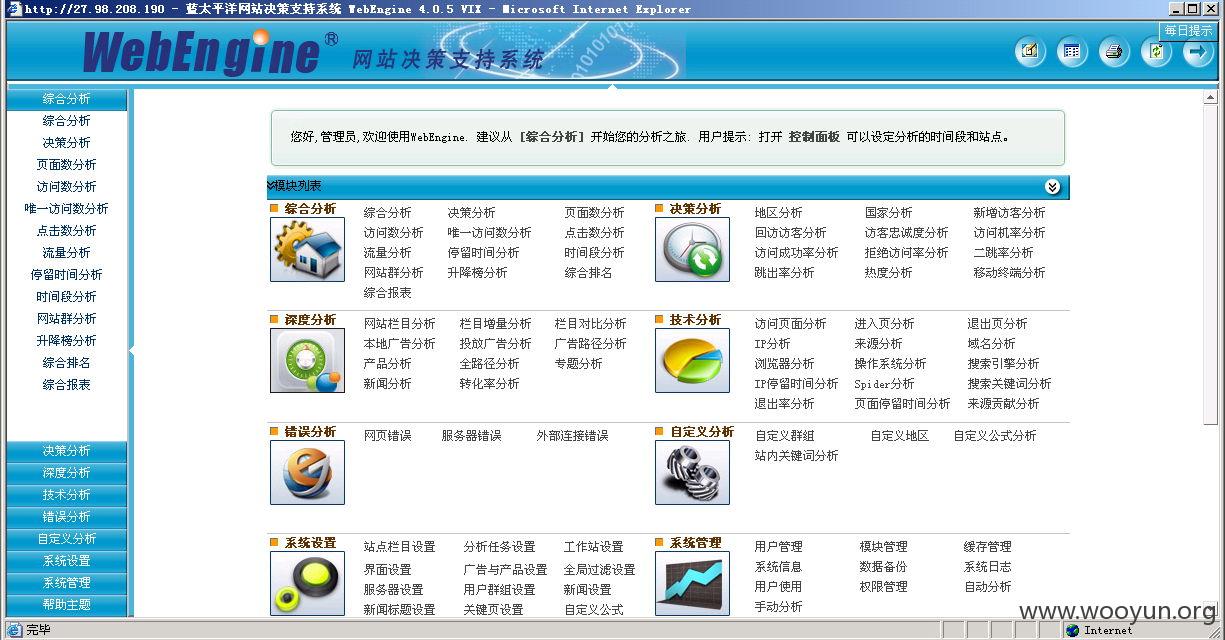 http://27.98.208.190 - 蓝太平洋网站决策支持系统 WebEngine 4.0.5 VIX - Microsoft Internet Explorer
每日提示
WebEngine® 网站决策支持系统
综合分析
综合分析
决策分析
页面数分析
访问数分析
唯一访问数分析
点击数分析
流量分析
停留时间分析
时间段分析
网站群分析
升降榜分析
综合排名
综合报表
决策分析
深度分析
技术分析
错误分析
自定义分析
系统设置
系统管理
帮助主题
您好,管理员,欢迎使用WebEngine. 建议从 [综合分析] 开始您的分析之旅. 用户提示: 打开 控制面板 可以设定分析的时间段和站点。
模块列表
综合分析
综合分析 决策分析 页面数分析
访问数分析 唯一访问数分析 点击数分析
流量分析 停留时间分析 时间段分析
网站群分析 升降榜分析 综合排名
综合报表
决策分析
地区分析 国家分析 新增访客分析
回访访客分析 访客忠诚度分析 访问机率分析
访问成功率分析 拒绝访问率分析 二跳率分析
跳出率分析 热度分析 移动终端分析
深度分析
网站栏目分析 栏目增量分析 栏目对比分析
本地广告分析 投放广告分析 广告路径分析
产品分析 全路径分析 专题分析
新闻分析 转化率分析
技术分析
访问页面分析 进入页分析 退出页分析
IP分析 来源分析 域名分析
浏览器分析 操作系统分析 搜索引擎分析
IP停留时间分析 Spider分析 搜索关键词分析
退出率分析 页面停留时间分析 来源贡献分析
错误分析
网页错误 服务器错误 外部连接错误
自定义分析
自定义群组 自定义地区 自定义公式分析
站内关键词分析
系统设置
站点栏目设置 分析任务设置 工作站设置
界面设置 广告与产品设置 全局过滤设置
服务器设置 用户群组设置 新闻设置
新闻标题设置 关键页设置 自定义公式
系统管理
用户管理 模块管理 缓存管理
系统信息 数据备份 系统日志
用户使用 权限管理 自动分析
手动分析
www.wooyun.org
完毕
Internet